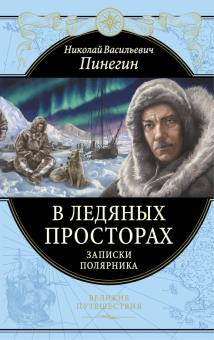 Николай Васильевич
Пинегин
В ЛЕДЯНЫХ
ПРОСТОРАХ
ЗАПИСКИ
ПОЛЯРНИКА
ВЕЛИКИЕ
ПУТЕШЕСТВИЯ